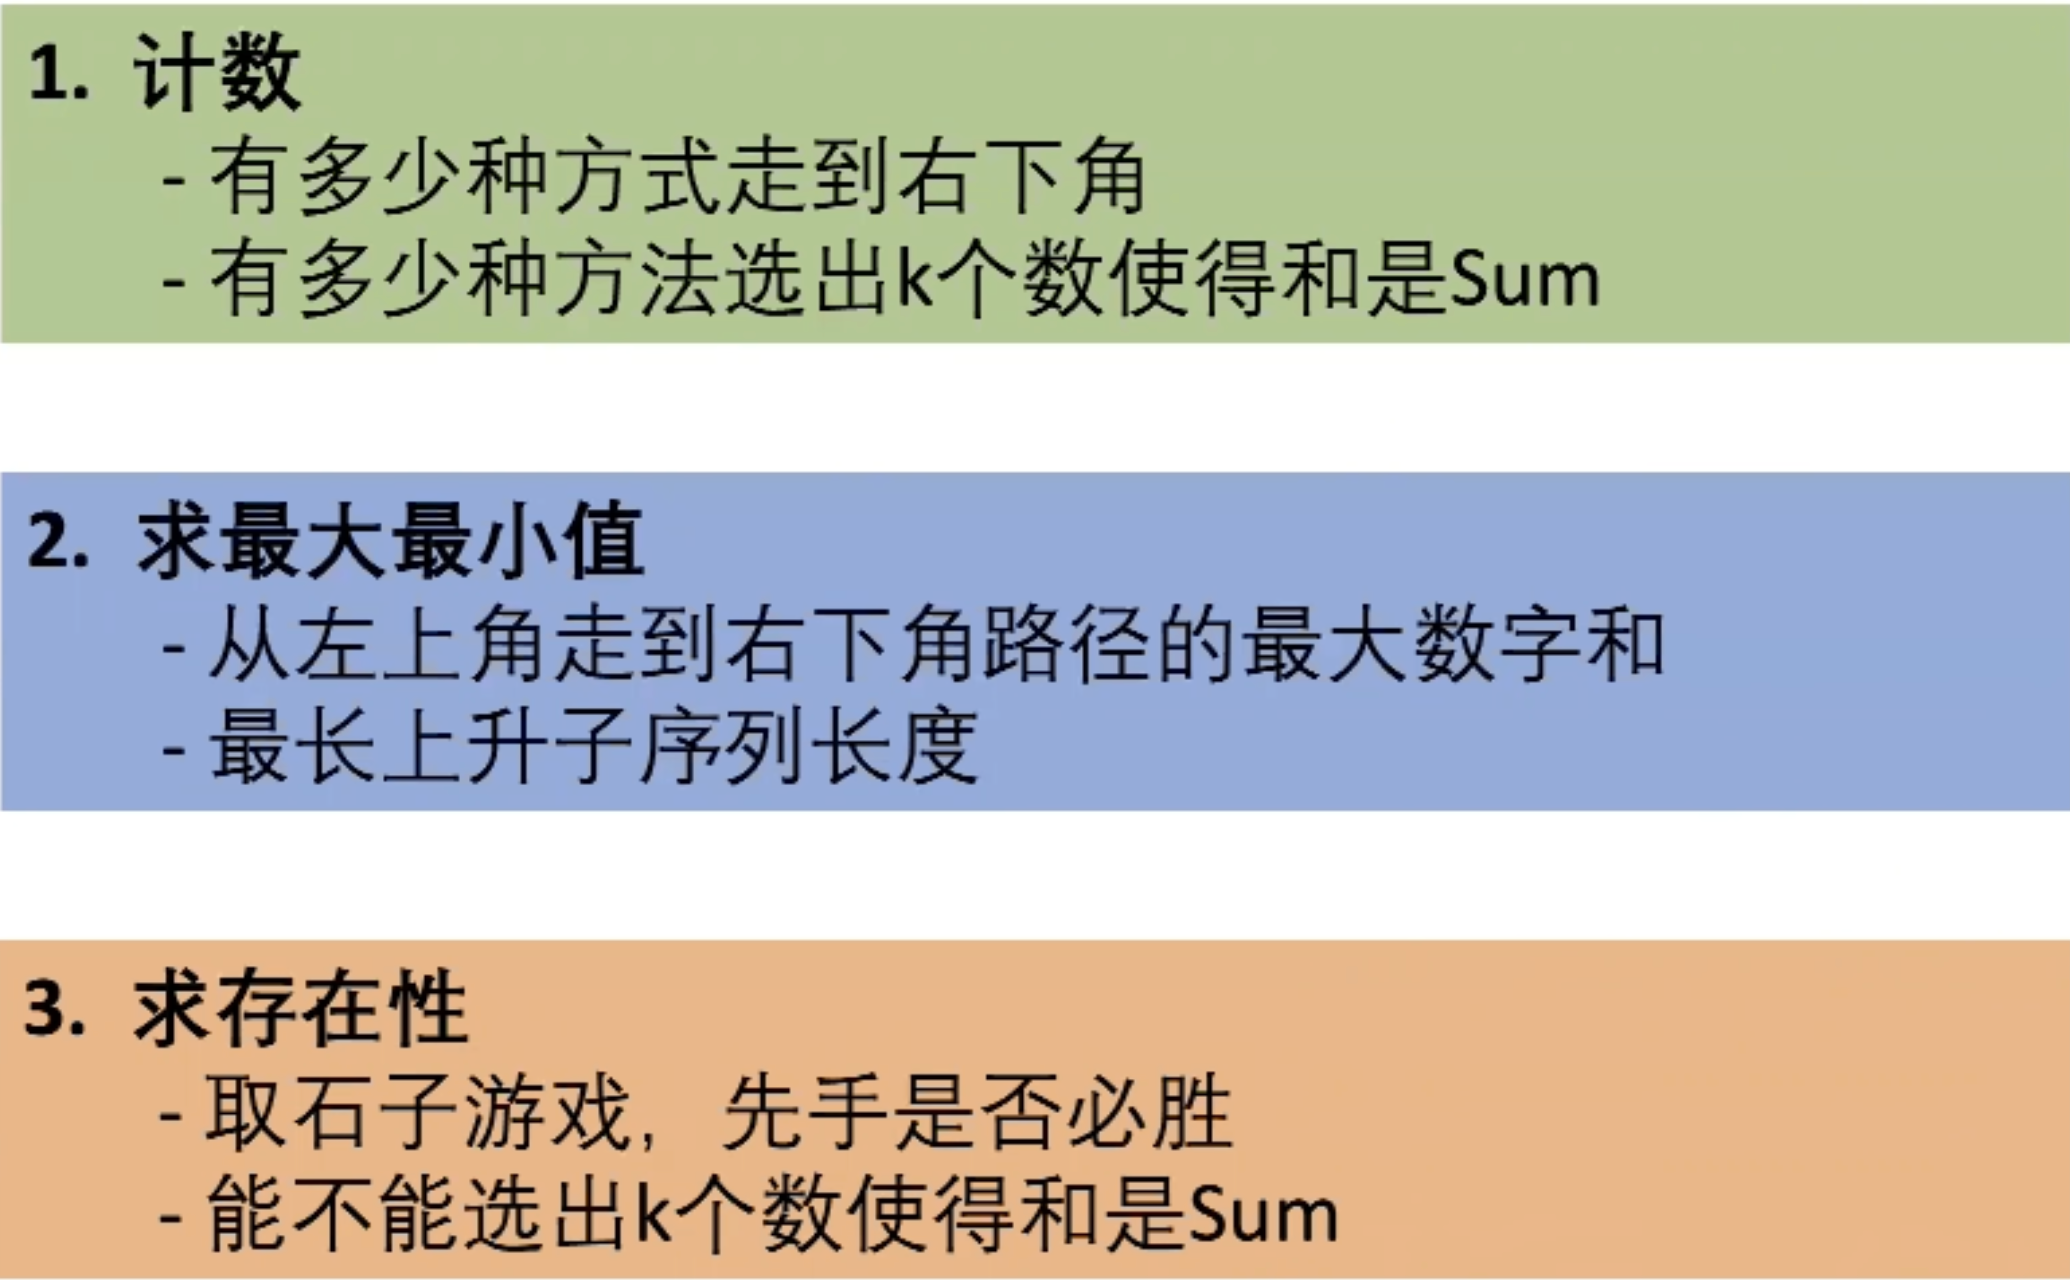 1. 计数
- 有多少种方式走到右下角
- 有多少种方法选出k个数使得和是Sum
2. 求最大最小值
- 从左上角走到右下角路径的最大数字和
- 最长上升子序列长度
3. 求存在性
- 取石子游戏，先手是否必胜
- 能不能选出k个数使得和是Sum